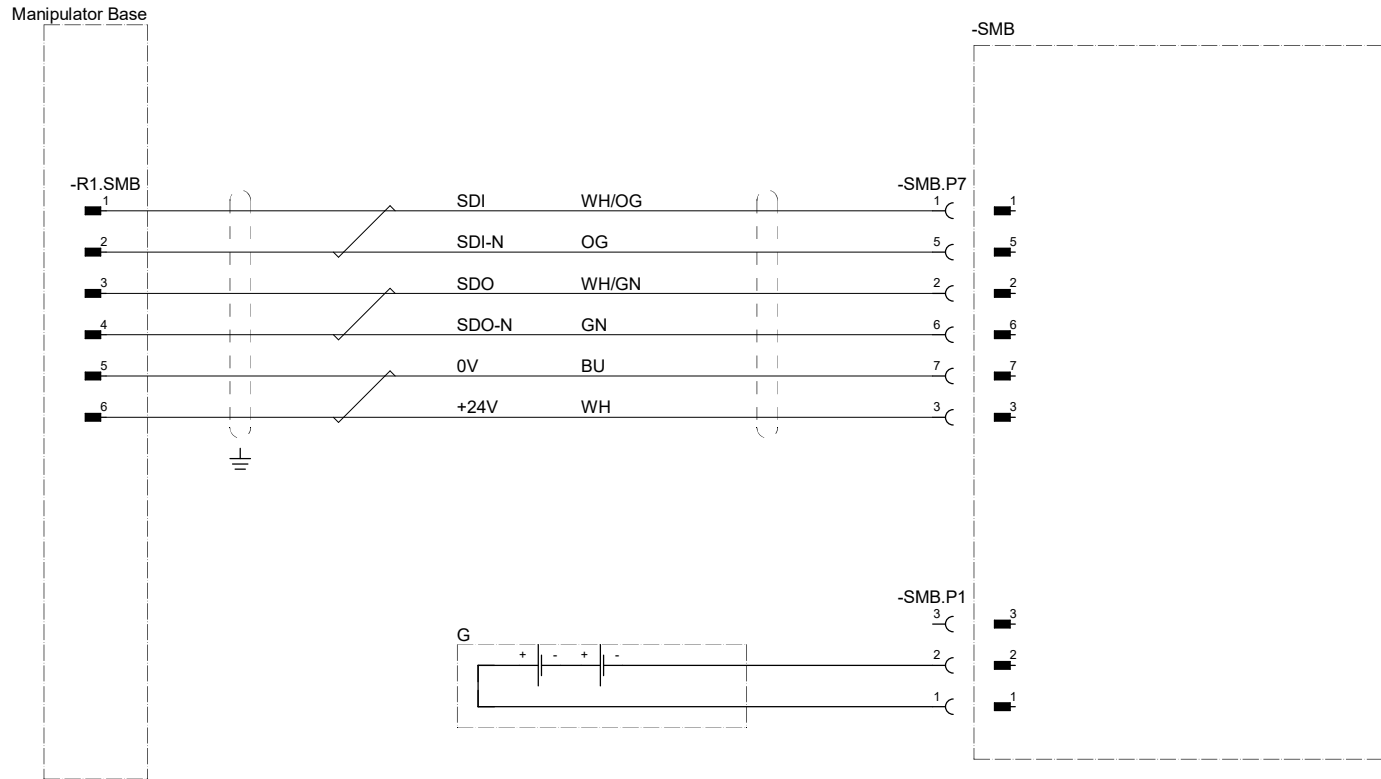 Manipulator Base
-SMB
-R1.SMB -SMB.P7
1 SDI WH/OG 1 1
2 SDI-N OG 5 5
3 SDO WH/GN 2 2
4 SDO-N GN 6 6
5 0V BU 7 7
6 +24V WH 3 3
-SMB.P1
3 3
G
+ - + - 2 2
1 1